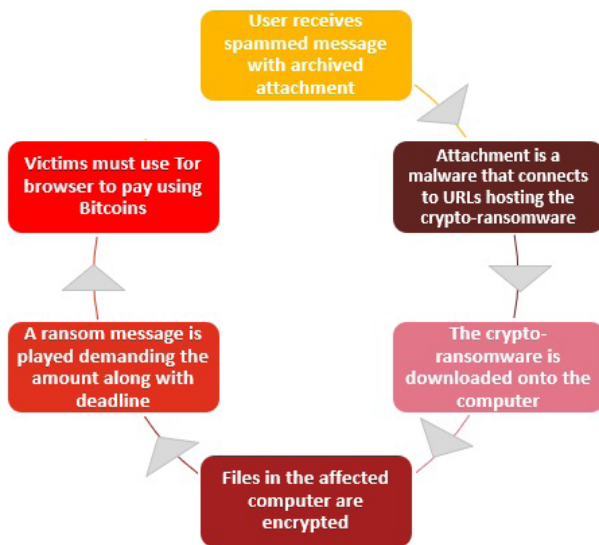 User receives
spammed message
with archived
attachment
Attachment is a
malware that connects
to URLs hosting the
crypto-ransomware
The crypto-
ransomware is
downloaded onto the
computer
Files in the affected
computer are
encrypted
A ransom message is
played demanding the
amount along with
deadline
Victims must use Tor
browser to pay using
Bitcoins